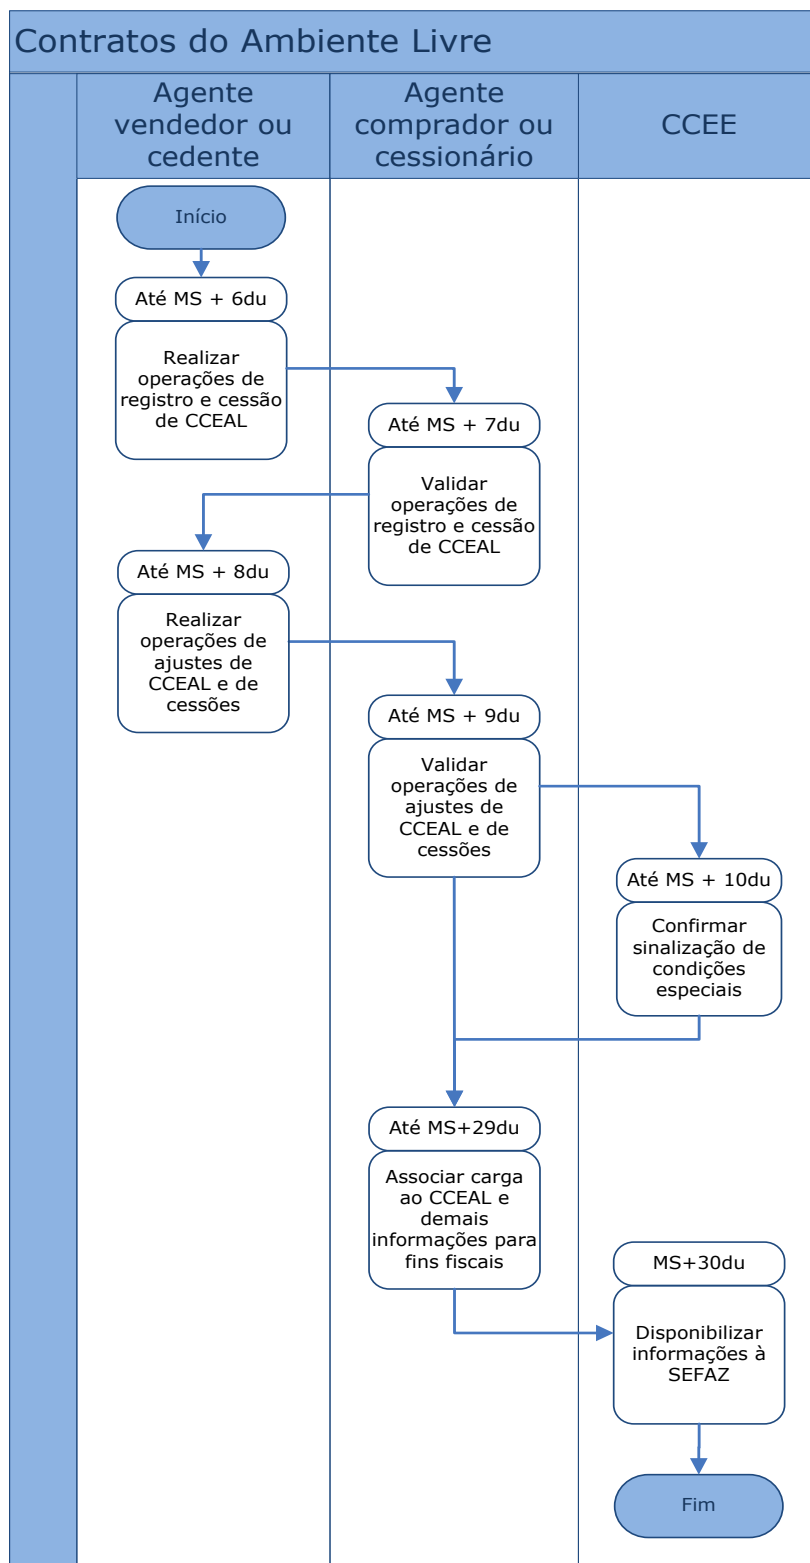 Contratos do Ambiente Livre
Agente
vendedor ou
cedente
Agente
comprador ou
cessionário
CCEE
Início
Até MS + 6du
Realizar
operações de
registro e cessão
de CCEAL
Até MS + 7du
Validar
operações de
registro e cessão
de CCEAL
Até MS + 8du
Realizar
operações de
ajustes de
CCEAL e de
cessões
Até MS + 9du
Validar
operações de
ajustes de
CCEAL e de
cessões
Até MS + 10du
Confirmar
sinalização de
condições
especiais
Até MS+29du
Associar carga
ao CCEAL e
demais
informações para
fins fiscais
MS+30du
Disponibilizar
informações à
SEFAZ
Fim